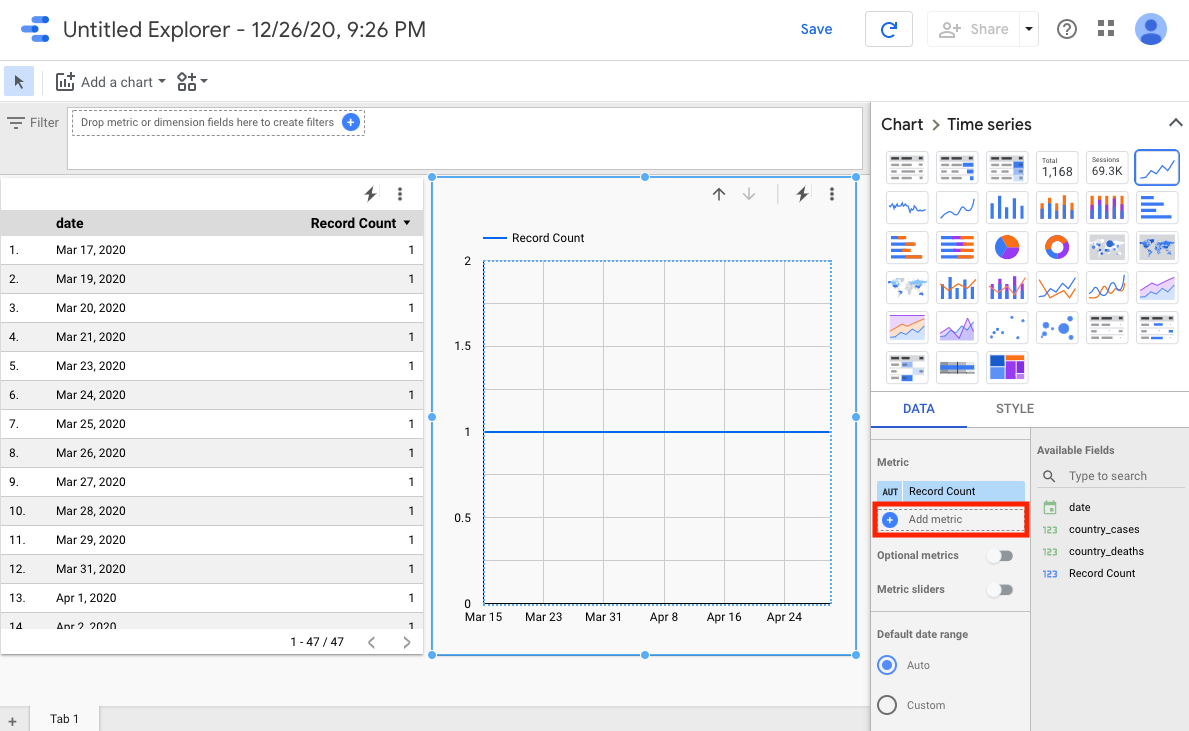 Untitled Explorer - 12/26/20, 9:26 PM
Save
Share
Add a chart
Filter
Drop metric or dimension fields here to create filters
date Record Count
1. Mar 17, 2020 1
2. Mar 19, 2020 1
3. Mar 20, 2020 1
4. Mar 21, 2020 1
5. Mar 23, 2020 1
6. Mar 24, 2020 1
7. Mar 25, 2020 1
8. Mar 26, 2020 1
9. Mar 27, 2020 1
10. Mar 28, 2020 1
11. Mar 29, 2020 1
12. Mar 31, 2020 1
13. Apr 1, 2020 1
14. Apr 2, 2020 1
1 - 47 / 47
Record Count
2
1.5
1
0.5
0
Mar 15 Mar 23 Mar 31 Apr 8 Apr 16 Apr 24
Chart > Time series
Total
1,168
Sessions
69.3K
DATA STYLE
Metric
AUT Record Count
Add metric
Optional metrics
Metric sliders
Default date range
Auto
Custom
Available Fields
Type to search
date
123 country_cases
123 country_deaths
123 Record Count
+ Tab 1